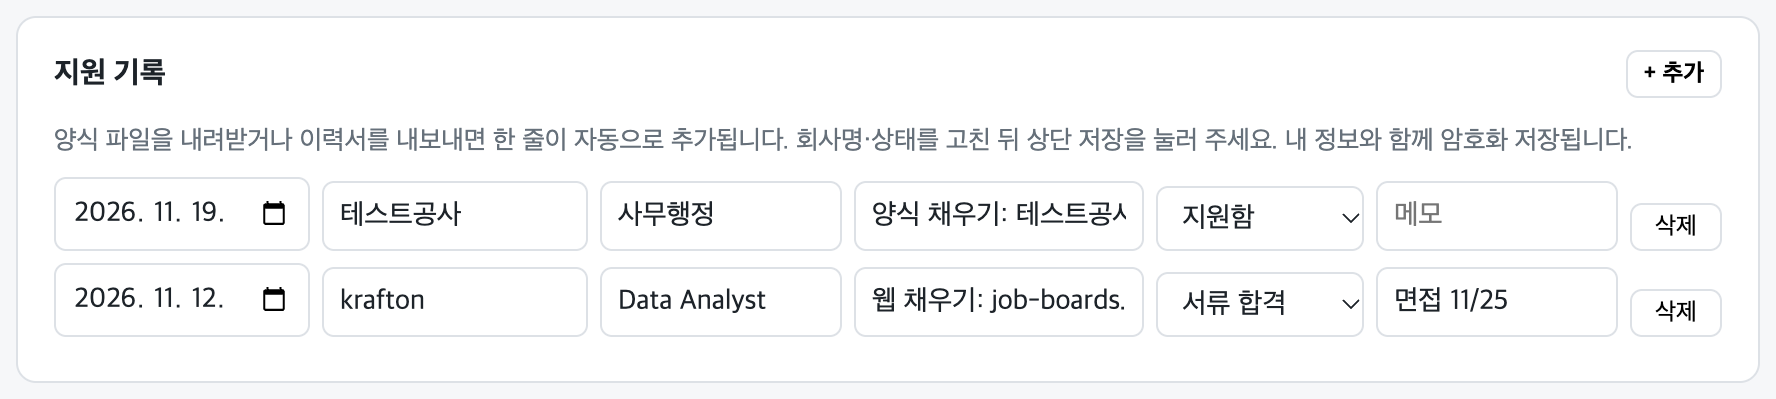 지원 기록
+ 추가
양식 파일을 내려받거나 이력서를 내보내면 한 줄이 자동으로 추가됩니다. 회사명·상태를 고친 뒤 상단 저장을 눌러 주세요. 내 정보와 함께 암호화 저장됩니다.
2026. 11. 19. 테스트공사 사무행정 양식 채우기: 테스트공사 지원함 메모 삭제
2026. 11. 12. krafton Data Analyst 웹 채우기: job-boards. 서류 합격 면접 11/25 삭제